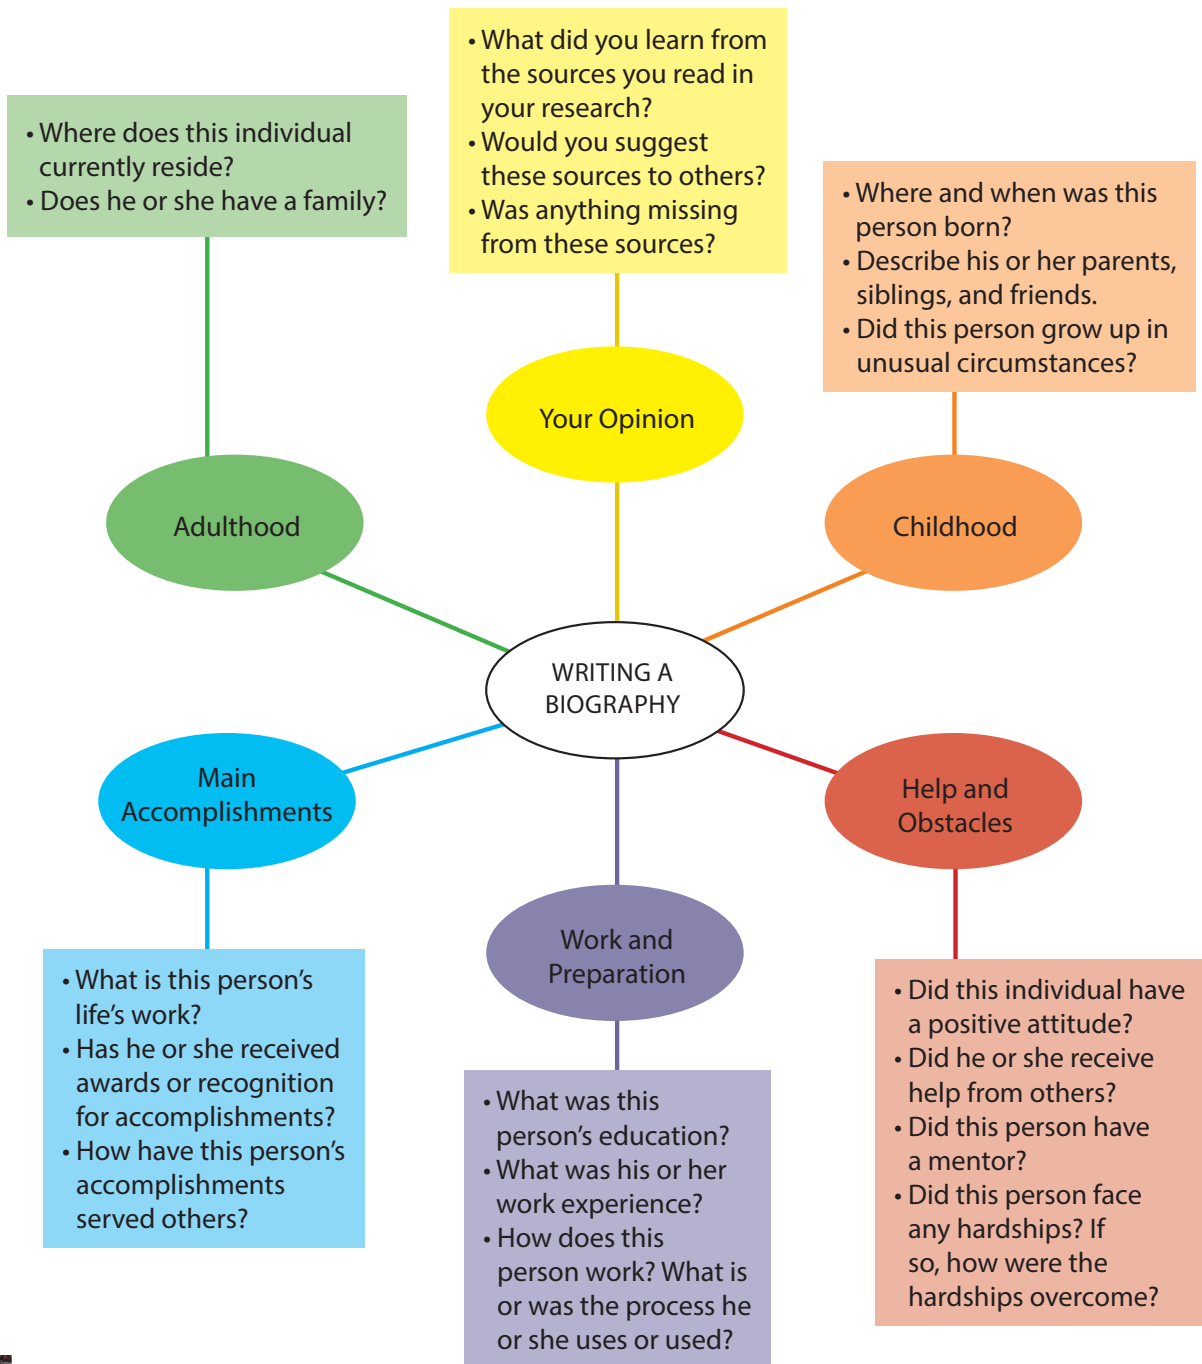 • What did you learn from
the sources you read in
your research?
• Would you suggest
these sources to others?
• Was anything missing
from these sources?
• Where does this individual
currently reside?
• Does he or she have a family?
• Where and when was this
person born?
• Describe his or her parents,
siblings, and friends.
• Did this person grow up in
unusual circumstances?
Your Opinion
Adulthood
Childhood
WRITING A
BIOGRAPHY
Main
Accomplishments
Help and
Obstacles
Work and
Preparation
• What is this person’s
life’s work?
• Has he or she received
awards or recognition
for accomplishments?
• How have this person’s
accomplishments
served others?
• What was this
person’s education?
• What was his or her
work experience?
• How does this
person work? What is
or was the process he
or she uses or used?
• Did this individual have
a positive attitude?
• Did he or she receive
help from others?
• Did this person have
a mentor?
• Did this person face
any hardships? If
so, how were the
hardships overcome?